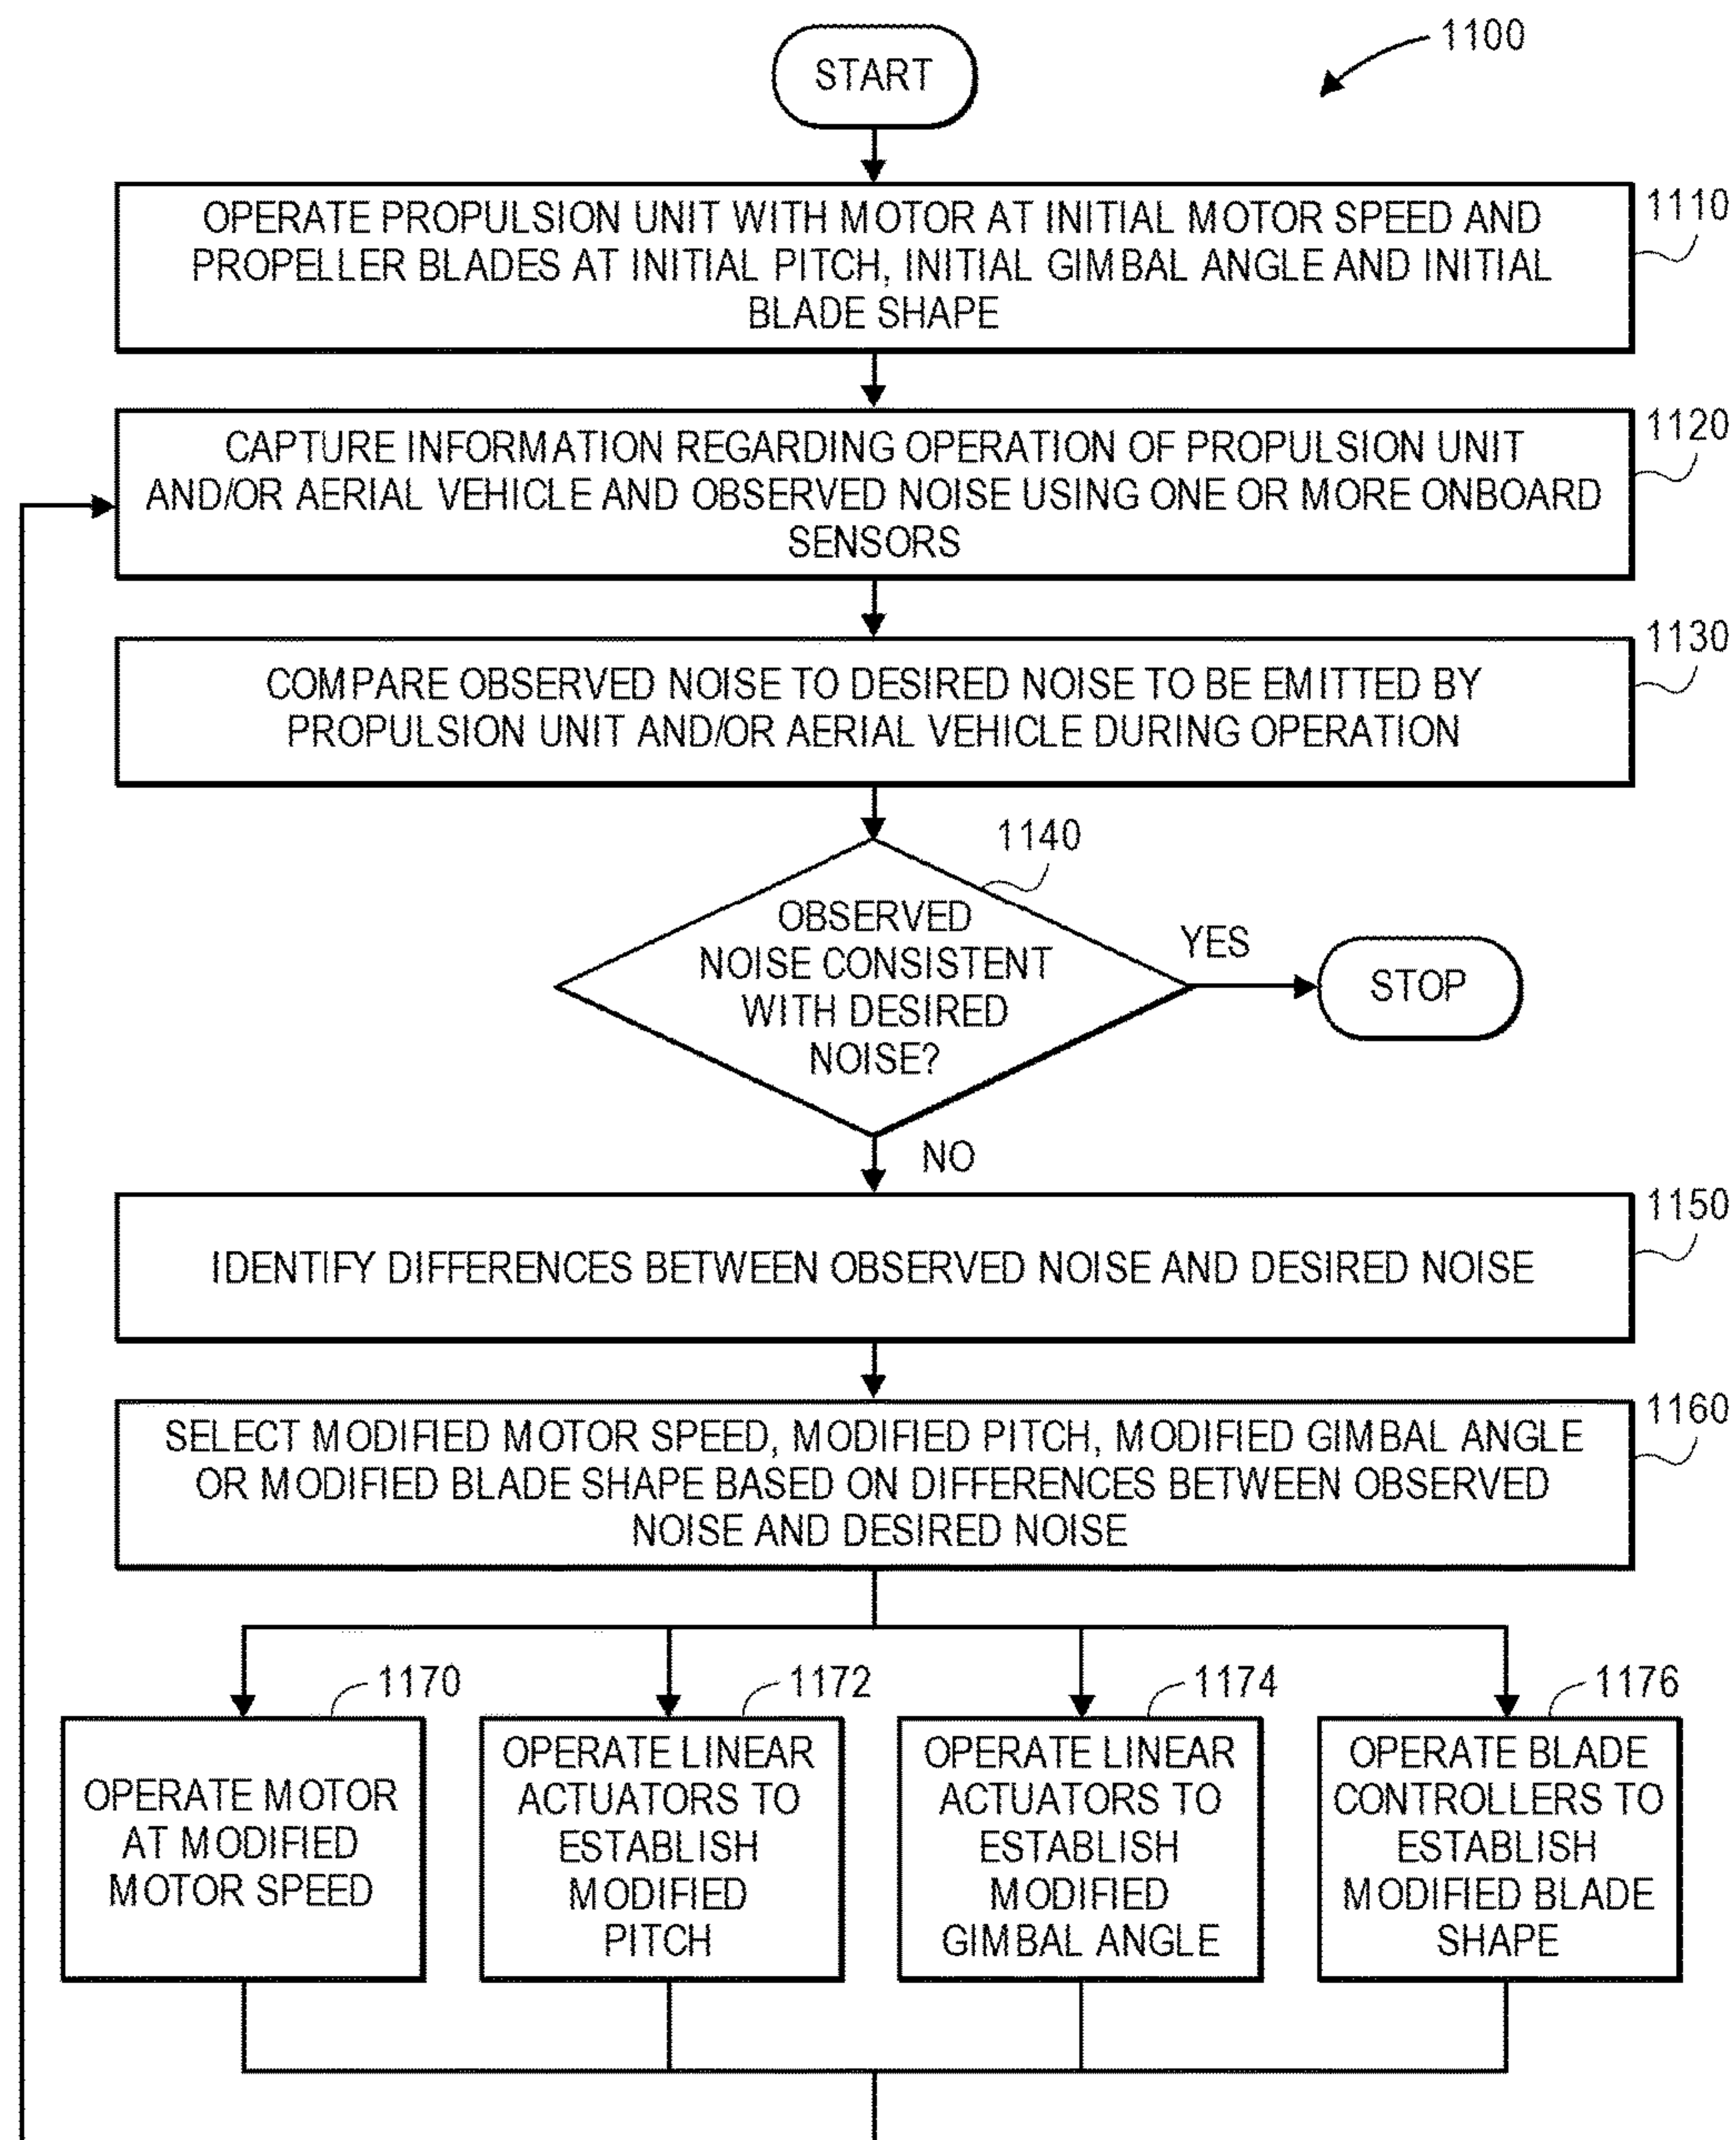 1100
START
1110
OPERATE PROPULSION UNIT WITH MOTOR AT INITIAL MOTOR SPEED AND
PROPELLER BLADES AT INITIAL PITCH, INITIAL GIMBAL ANGLE AND INITIAL
BLADE SHAPE
1120
CAPTURE INFORMATION REGARDING OPERATION OF PROPULSION UNIT
AND/OR AERIAL VEHICLE AND OBSERVED NOISE USING ONE OR MORE ONBOARD
SENSORS
1130
COMPARE OBSERVED NOISE TO DESIRED NOISE TO BE EMITTED BY
PROPULSION UNIT AND/OR AERIAL VEHICLE DURING OPERATION
1140
OBSERVED
NOISE CONSISTENT
WITH DESIRED
NOISE?
YES
STOP
NO
1150
IDENTIFY DIFFERENCES BETWEEN OBSERVED NOISE AND DESIRED NOISE
1160
SELECT MODIFIED MOTOR SPEED, MODIFIED PITCH, MODIFIED GIMBAL ANGLE
OR MODIFIED BLADE SHAPE BASED ON DIFFERENCES BETWEEN OBSERVED
NOISE AND DESIRED NOISE
1170
OPERATE MOTOR
AT MODIFIED
MOTOR SPEED
1172
OPERATE LINEAR
ACTUATORS TO
ESTABLISH
MODIFIED
PITCH
1174
OPERATE LINEAR
ACTUATORS TO
ESTABLISH
MODIFIED
GIMBAL ANGLE
1176
OPERATE BLADE
CONTROLLERS TO
ESTABLISH
MODIFIED BLADE
SHAPE